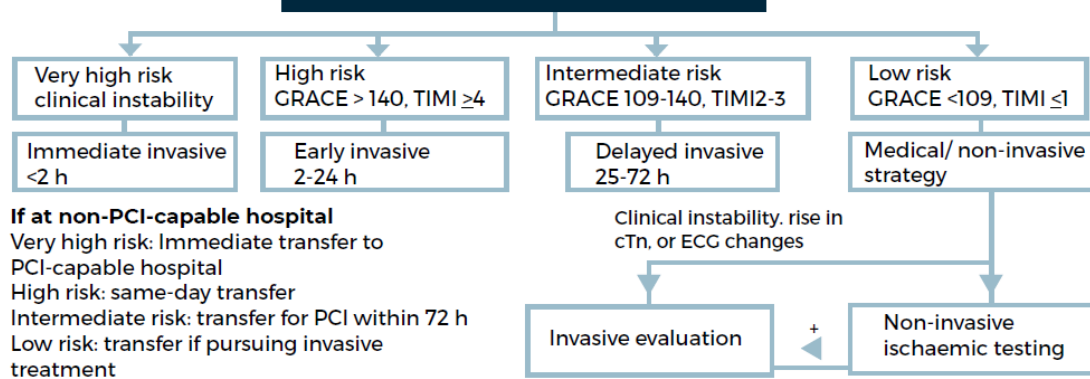 Very high risk
clinical instability
High risk
GRACE > 140, TIMI ≥4
Intermediate risk
GRACE 109-140, TIMI2-3
Low risk
GRACE <109, TIMI ≤1
Immediate invasive
<2 h
Early invasive
2-24 h
Delayed invasive
25-72 h
Medical/ non-invasive
strategy
If at non-PCI-capable hospital
Very high risk: Immediate transfer to
PCI-capable hospital
High risk: same-day transfer
Intermediate risk: transfer for PCI within 72 h
Low risk: transfer if pursuing invasive
treatment
Clinical instability. rise in
cTn, or ECG changes
Invasive evaluation
+
Non-invasive
ischaemic testing